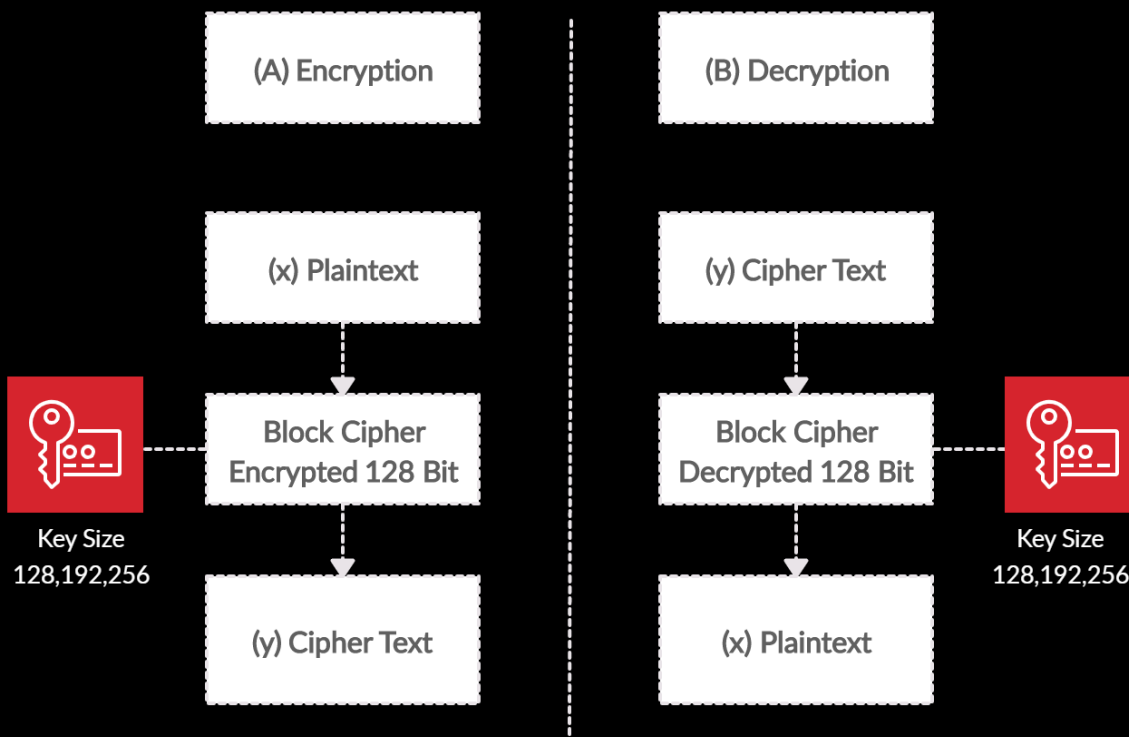 (A) Encryption
(B) Decryption
(x) Plaintext
(y) Cipher Text
Block Cipher
Encrypted 128 Bit
Block Cipher
Decrypted 128 Bit
Key Size
128,192,256
Key Size
128,192,256
(y) Cipher Text
(x) Plaintext